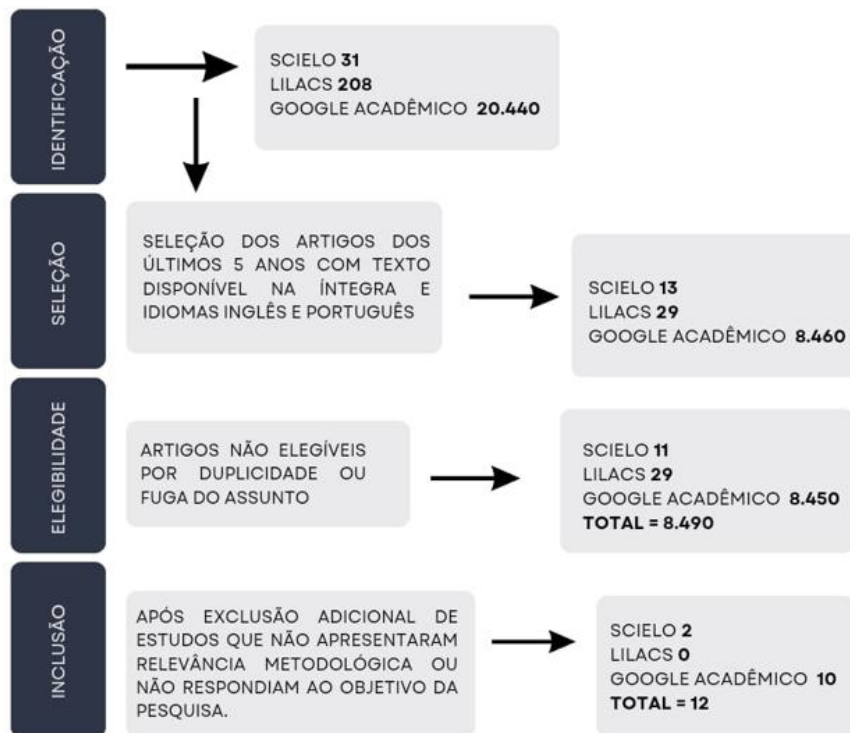 IDENTIFICAÇÃO
SCIELO 31
LILACS 208
GOOGLE ACADÊMICO 20.440
SELEÇÃO
SELEÇÃO DOS ARTIGOS DOS
ÚLTIMOS 5 ANOS COM TEXTO
DISPONÍVEL NA ÍNTEGRA E
IDIOMAS INGLÊS E PORTUGUÊS
SCIELO 13
LILACS 29
GOOGLE ACADÊMICO 8.460
ELEGIBILIDADE
ARTIGOS NÃO ELEGÍVEIS
POR DUPLICIDADE OU
FUGA DO ASSUNTO
SCIELO 11
LILACS 29
GOOGLE ACADÊMICO 8.450
TOTAL = 8.490
INCLUSÃO
APÓS EXCLUSÃO ADICIONAL DE
ESTUDOS QUE NÃO APRESENTARAM
RELEVÂNCIA METODOLÓGICA OU
NÃO RESPONDIAM AO OBJETIVO DA
PESQUISA.
SCIELO 2
LILACS 0
GOOGLE ACADÊMICO 10
TOTAL = 12